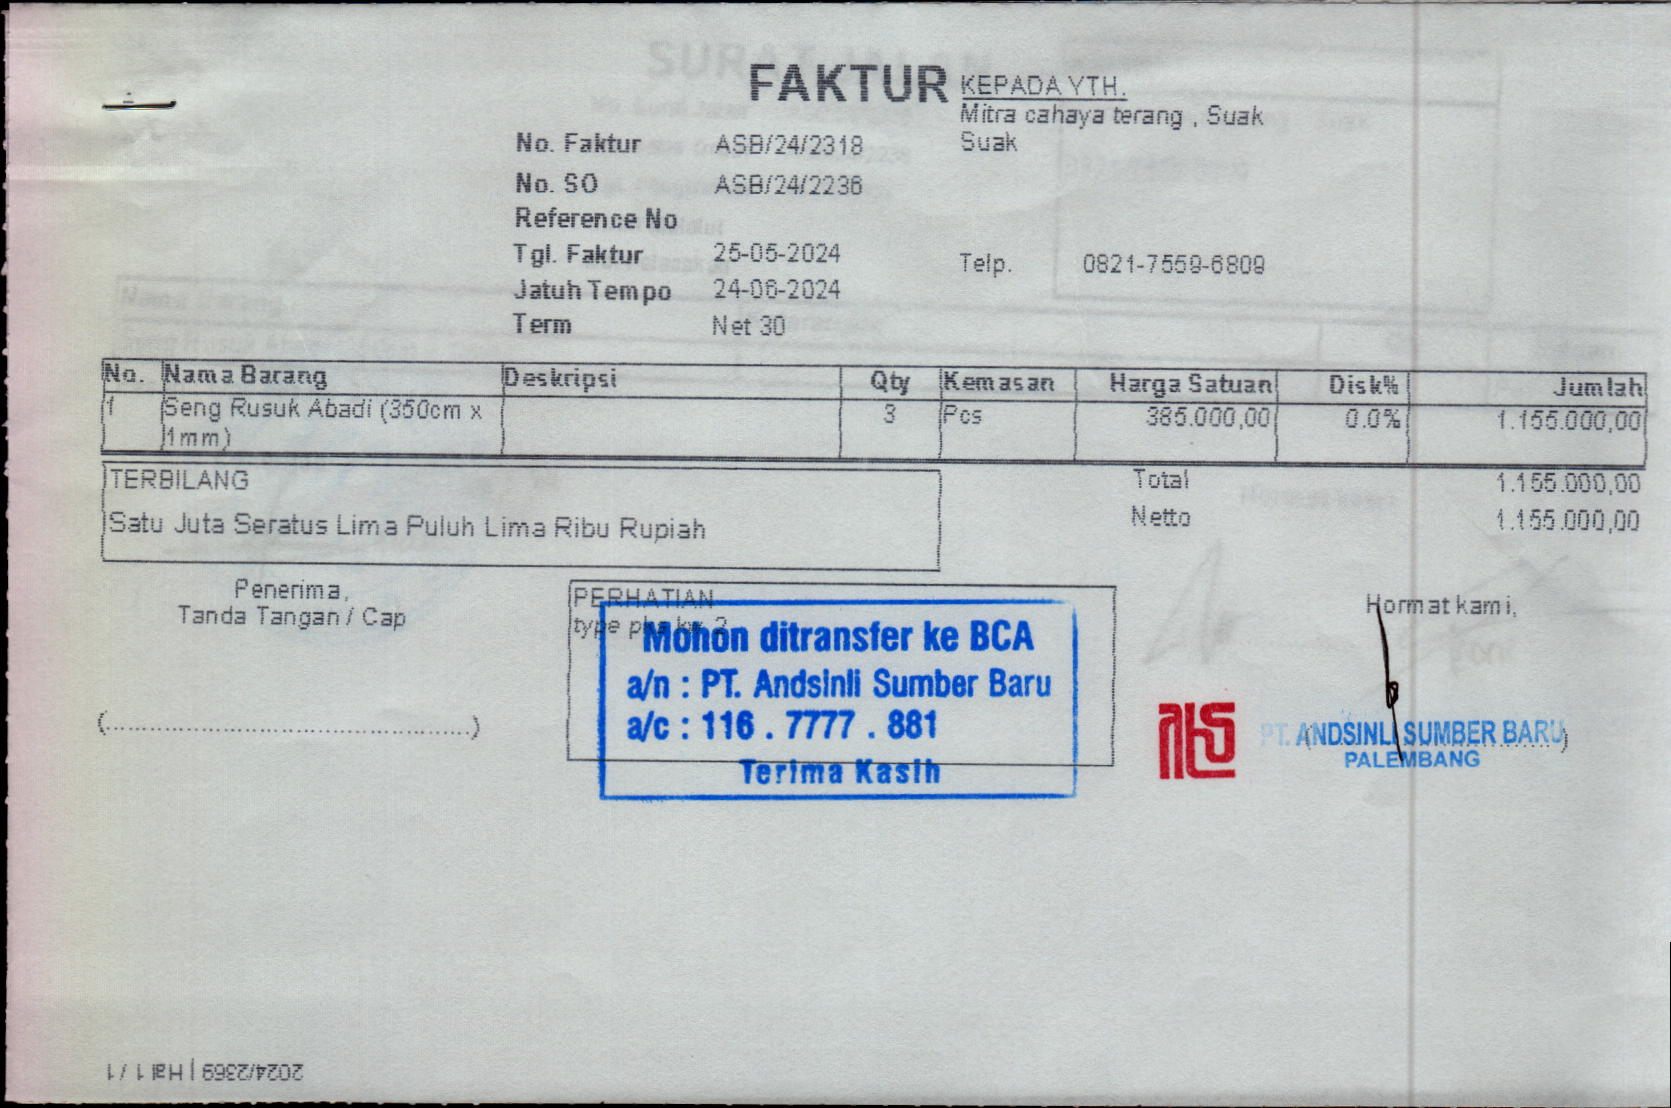 FAKTUR
KEPADA YTH.
Mitra cahaya terang , Suak
Suak
No. Faktur ASB/24/2318
No. SO ASB/24/2236
Reference No
Tgl. Faktur 25-05-2024
Telp. 0821-7559-6809
Jatuh Tempo 24-06-2024
Term Net 30
No. Nama Barang Deskripsi Qty Kemasan Harga Satuan Disk% Jumlah
1 Seng Rusuk Abadi (350cm x 3 Pcs 385.000,00 0.0% 1.155.000,00
1mm)
TERBILANG
Satu Juta Seratus Lima Puluh Lima Ribu Rupiah
Total 1.155.000,00
Netto 1.155.000,00
Penerima,
Tanda Tangan / Cap
(................................................)
PERHATIAN
type
Mohon ditransfer ke BCA
a/n : PT. Andsinli Sumber Baru
a/c : 116 . 7777 . 881
Terima Kasih
Hormat kami,
PT. ANDSINLI SUMBER BARU
PALEMBANG
2024/2369 | Hal 1 / 1